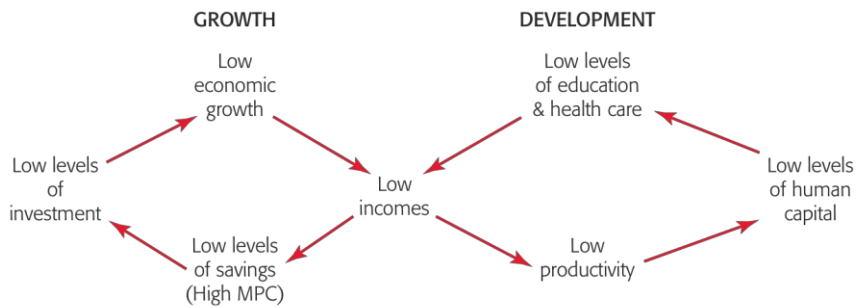 GROWTH
DEVELOPMENT
Low
economic
growth
Low levels
of education
& health care
Low levels
of
investment
Low
incomes
Low levels
of human
capital
Low levels
of savings
(High MPC)
Low
productivity